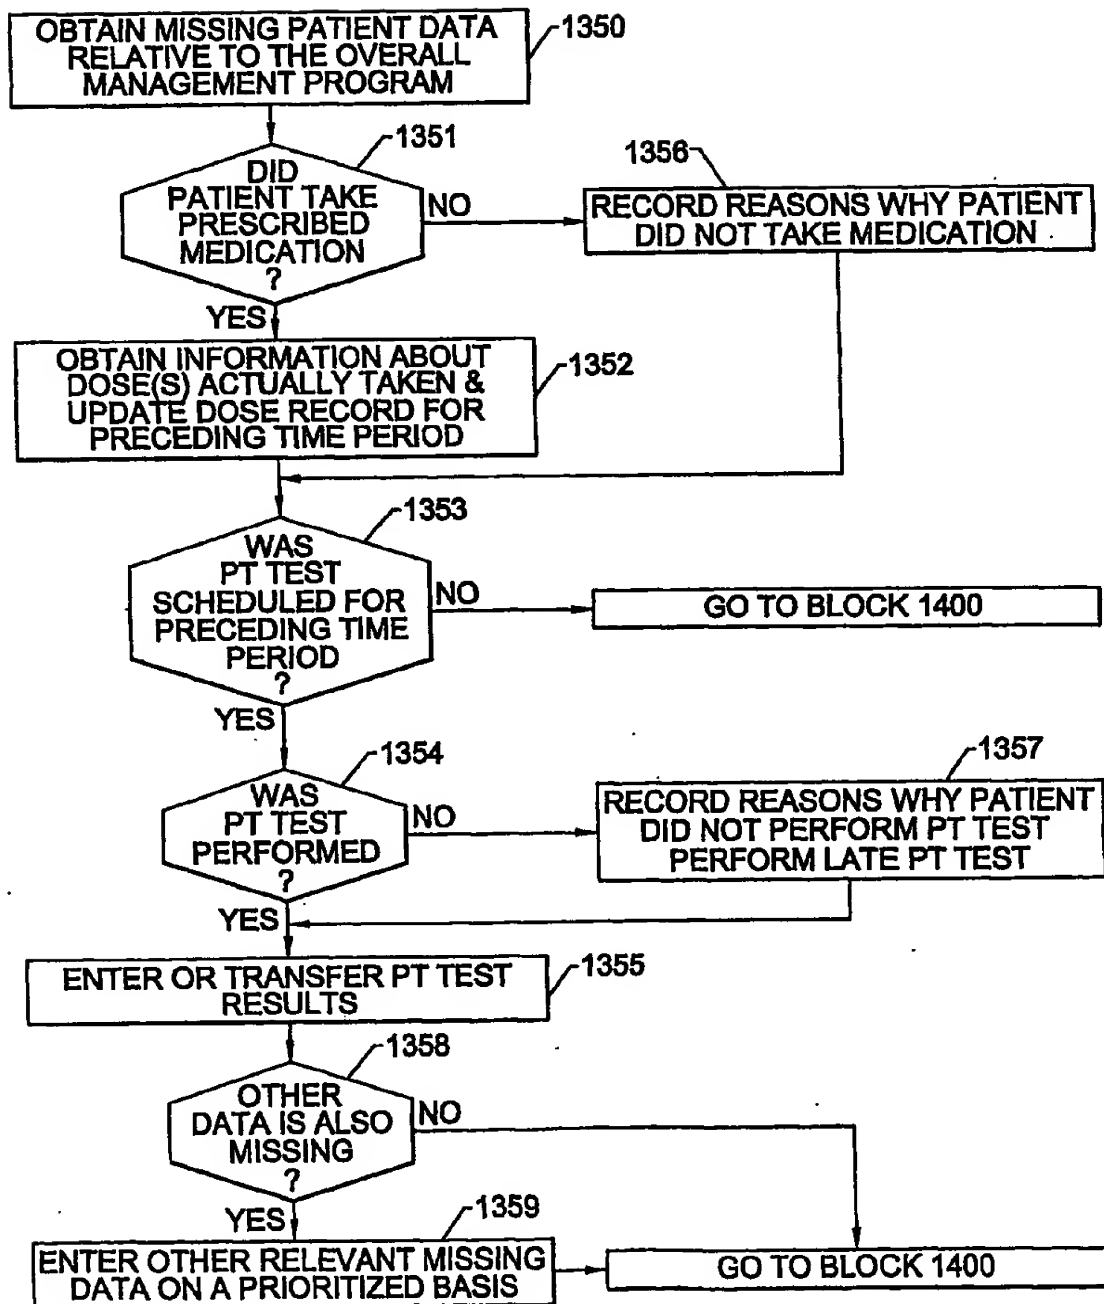 OBTAIN MISSING PATIENT DATA
RELATIVE TO THE OVERALL
MANAGEMENT PROGRAM
1350
1351
DID
PATIENT TAKE
PRESCRIBED
MEDICATION
?
NO
1356
RECORD REASONS WHY PATIENT
DID NOT TAKE MEDICATION
YES
OBTAIN INFORMATION ABOUT
DOSE(S) ACTUALLY TAKEN &
UPDATE DOSE RECORD FOR
PRECEDING TIME PERIOD
1352
1353
WAS
PT TEST
SCHEDULED FOR
PRECEDING TIME
PERIOD
?
NO
GO TO BLOCK 1400
YES
1354
WAS
PT TEST
PERFORMED
?
NO
1357
RECORD REASONS WHY PATIENT
DID NOT PERFORM PT TEST
PERFORM LATE PT TEST
YES
ENTER OR TRANSFER PT TEST
RESULTS
1355
1358
OTHER
DATA IS ALSO
MISSING
?
NO
YES
1359
ENTER OTHER RELEVANT MISSING
DATA ON A PRIORITIZED BASIS
GO TO BLOCK 1400